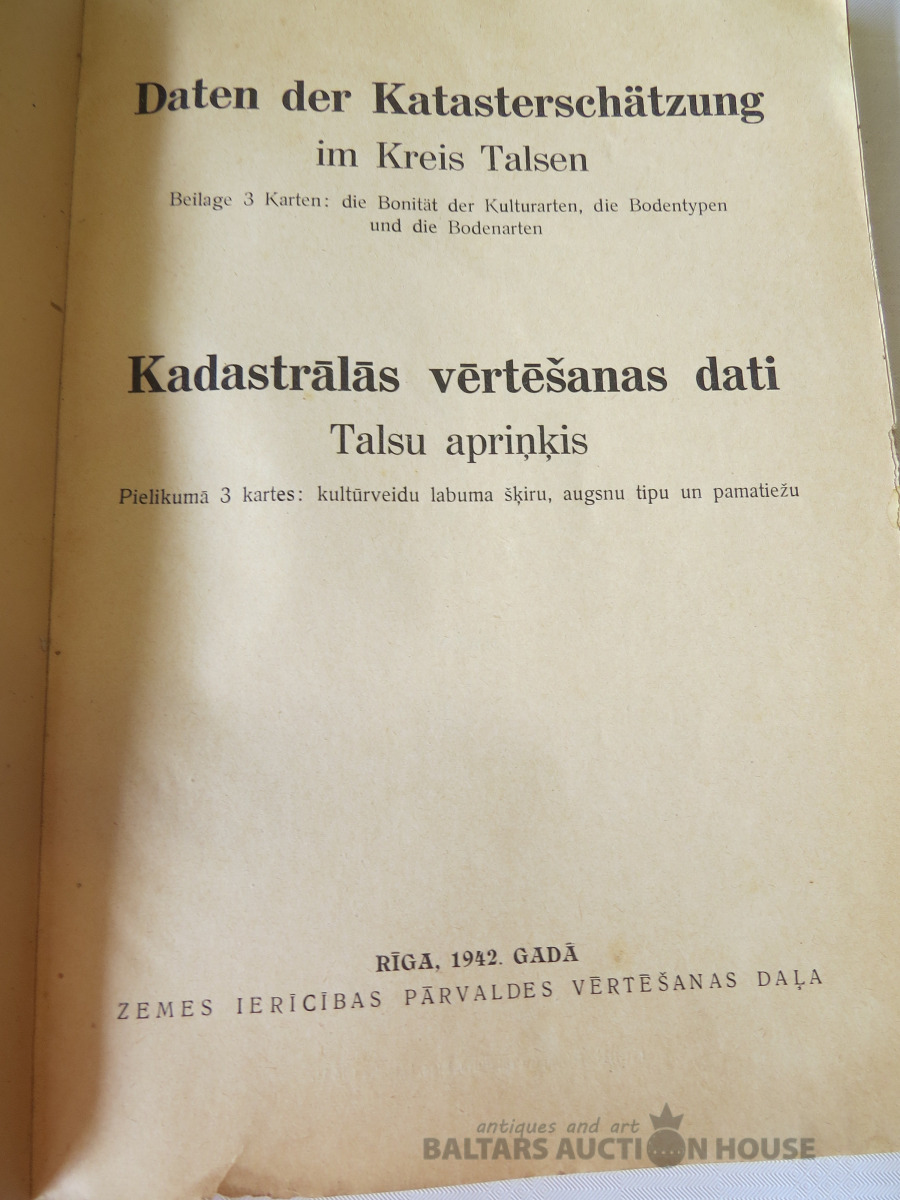 Daten der Katasterschätzung
im Kreis Talsen
Beilage 3 Karten: die Bonität der Kulturarten, die Bodentypen
und die Bodenarten
Kadastrālās vērtēšanas dati
Talsu apriņķis
Pielikumā 3 kartes: kultūrveidu labuma šķiru, augsnu tipu un pamatiežu
RĪGA, 1942. GADĀ
ZEMES IERĪCĪBAS PĀRVALDES VĒRTĒŠANAS DAĻA
antiques and art
BALTARS AUCTION HOUSE